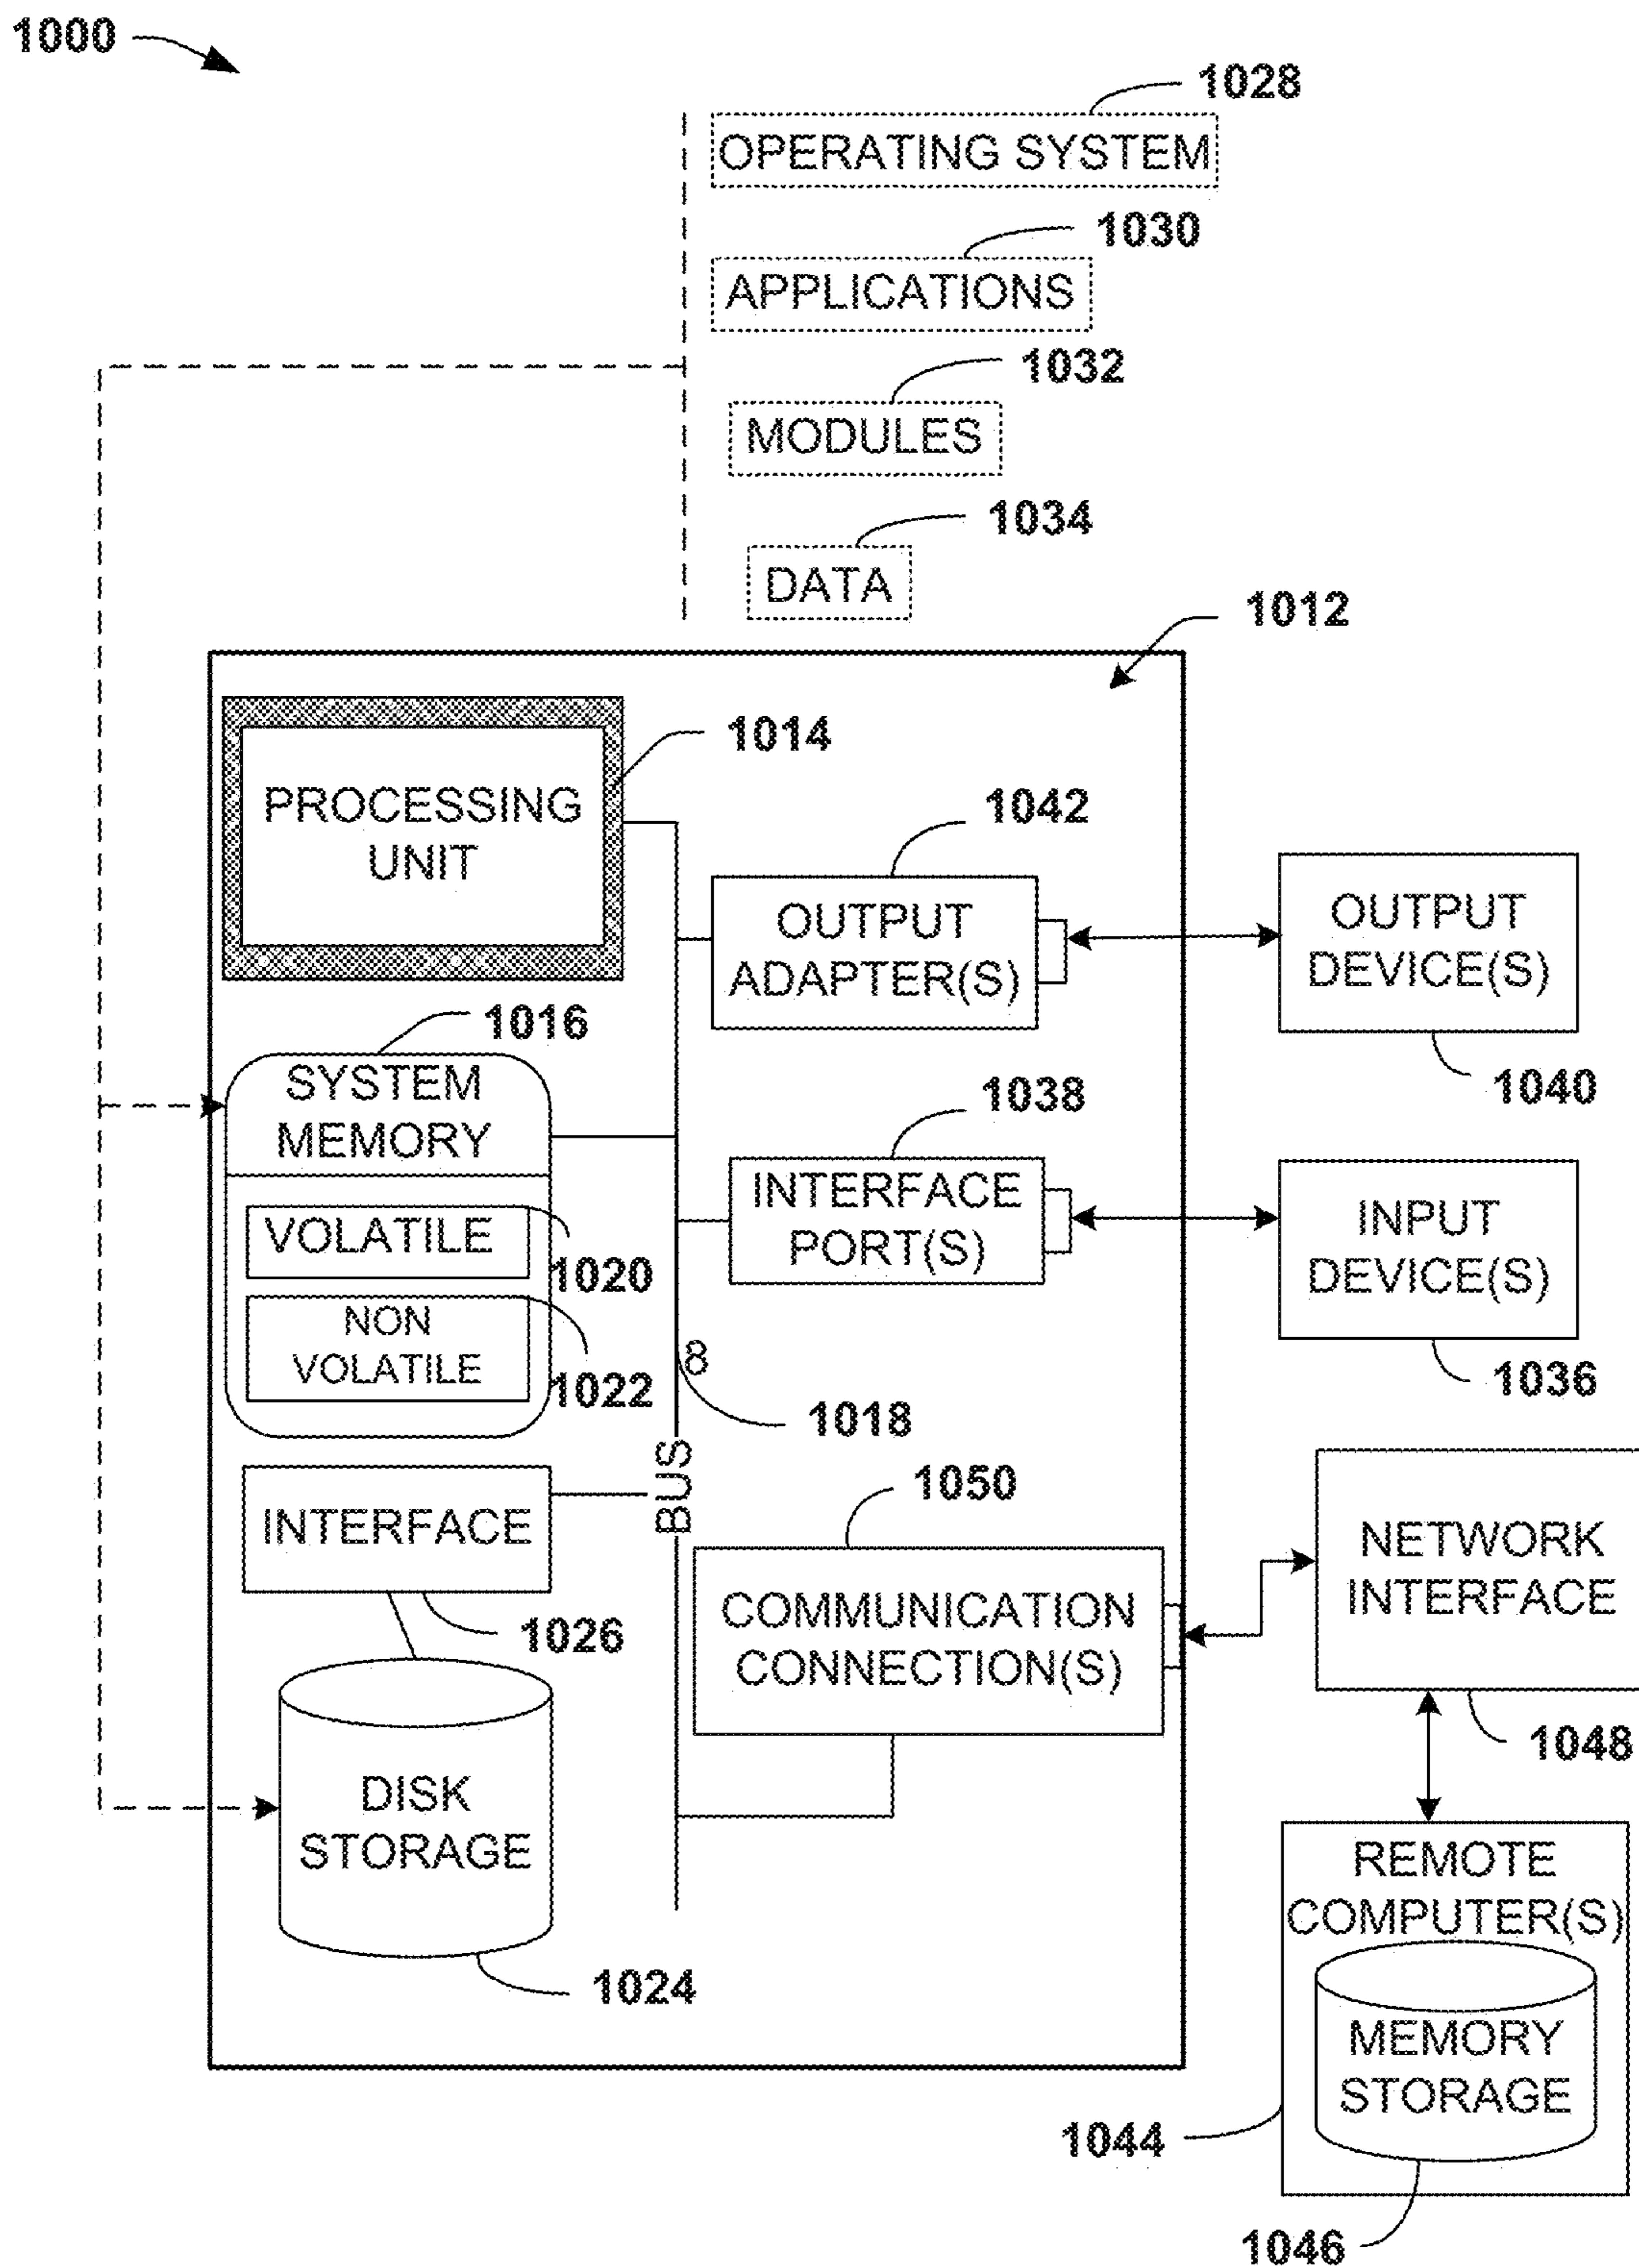 1000
1028
OPERATING SYSTEM
1030
APPLICATIONS
1032
MODULES
1034
DATA
1012
PROCESSING
UNIT
1014
1042
OUTPUT
ADAPTER(S)
OUTPUT
DEVICE(S)
1040
1016
SYSTEM
MEMORY
VOLATILE
1020
NON
VOLATILE
1022
1038
INTERFACE
PORT(S)
INPUT
DEVICE(S)
1036
8
1018
BUS
INTERFACE
1026
1050
COMMUNICATION
CONNECTION(S)
NETWORK
INTERFACE
1048
DISK
STORAGE
1024
REMOTE
COMPUTER(S)
MEMORY
STORAGE
1044
1046